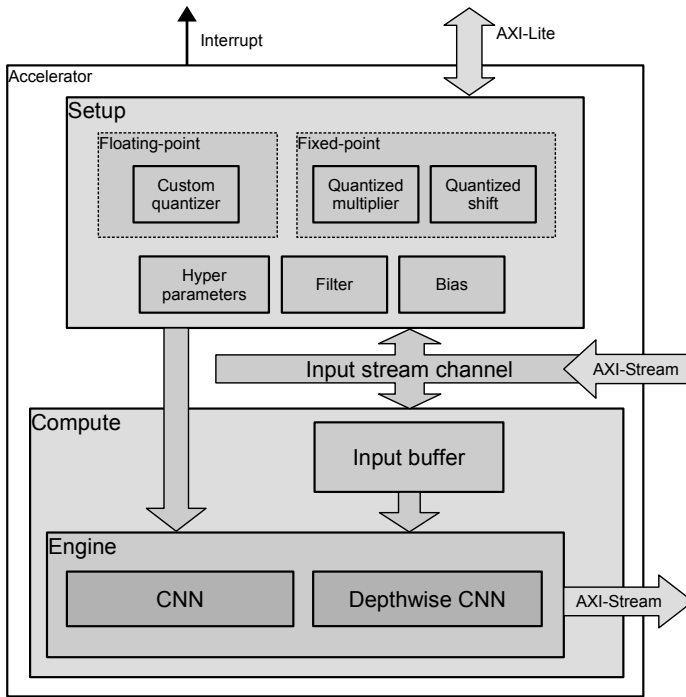 Interrupt
AXI-Lite
Accelerator
Setup
Floating-point
Fixed-point
Custom
quantizer
Quantized
multiplier
Quantized
shift
Hyper
parameters
Filter
Bias
Input stream channel
AXI-Stream
Compute
Input buffer
Engine
CNN
Depthwise CNN
AXI-Stream